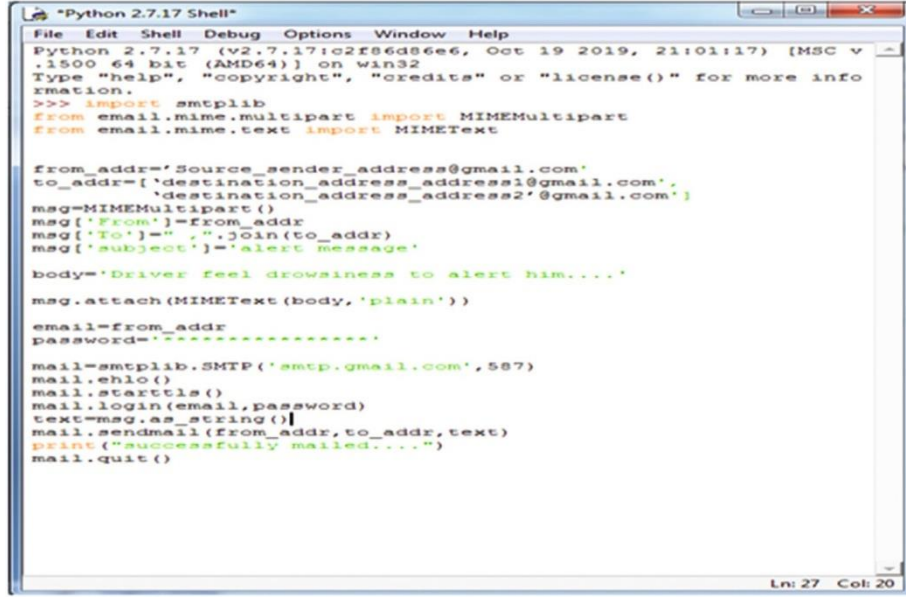 *Python 2.7.17 Shell*
File Edit Shell Debug Options Window Help
Python 2.7.17 (v2.7.17:c2f86d86e6, Oct 19 2019, 21:01:17) [MSC v
.1500 64 bit (AMD64)] on win32
Type "help", "copyright", "credits" or "license()" for more info
rmation.
>>> import smtplib
from email.mime.multipart import MIMEMultipart
from email.mime.text import MIMEText
from_addr='Source_sender_address@gmail.com'
to_addr=['destination_address_address1@gmail.com',
'destination_address_address2'@gmail.com']
msg=MIMEMultipart()
msg['From']=from_addr
msg['To']=" ,".join(to_addr)
msg['subject']='alert message'
body='Driver feel drowsiness to alert him....'
msg.attach(MIMEText(body,'plain'))
email=from_addr
password='*****************'
mail=smtplib.SMTP('smtp.gmail.com',587)
mail.ehlo()
mail.starttls()
mail.login(email,password)
text=msg.as_string()
mail.sendmail(from_addr,to_addr,text)
print("successfully mailed....")
mail.quit()
Ln: 27 Col: 20